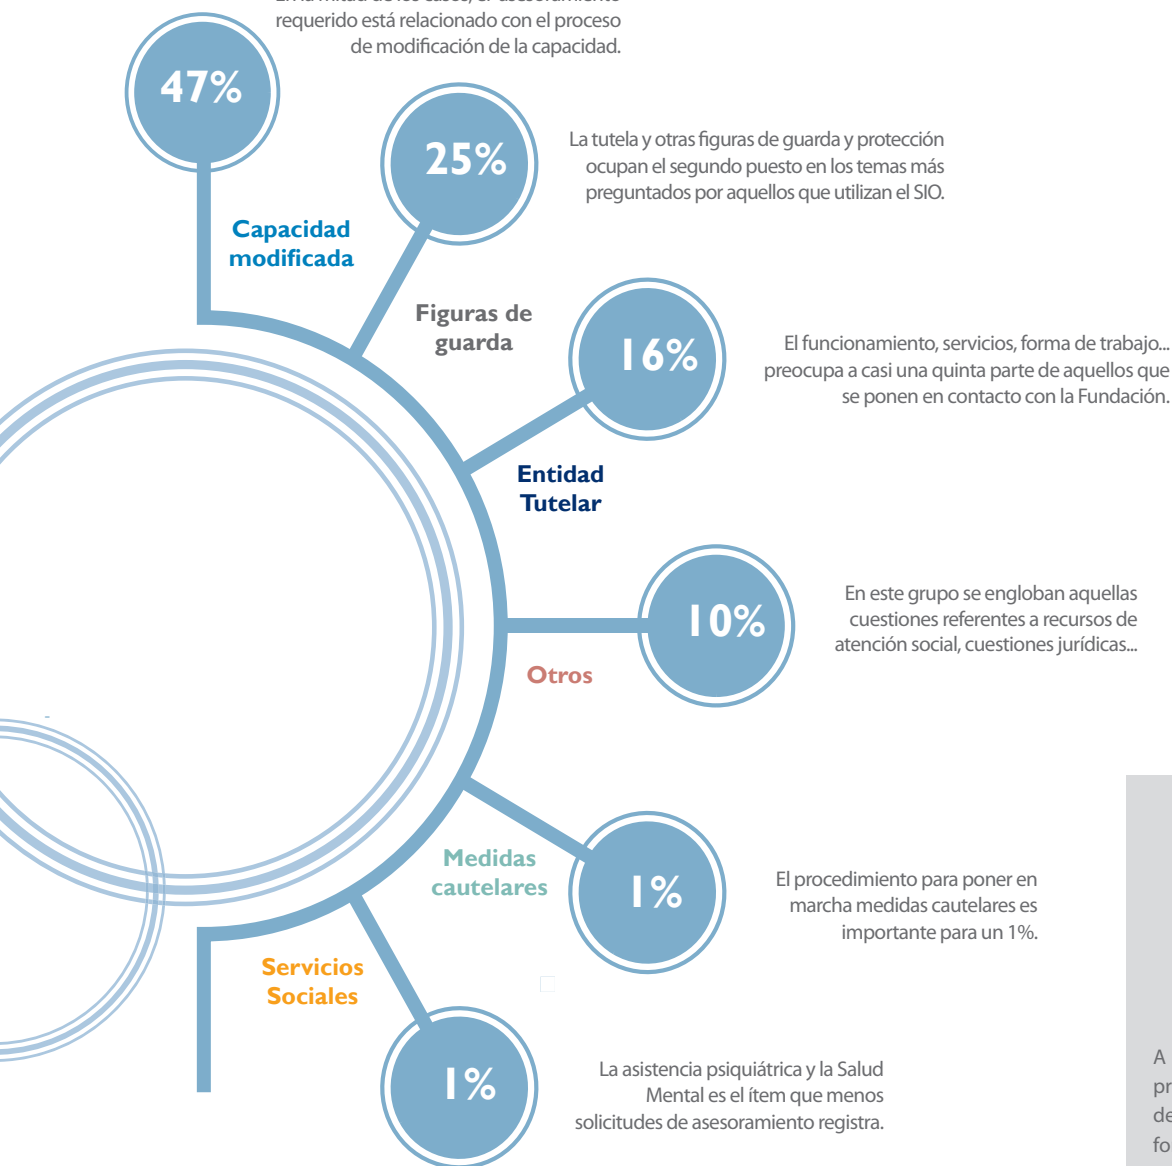 requerido está relacionado con el proceso
de modificación de la capacidad.
47%
Capacidad
modificada
25%
La tutela y otras figuras de guarda y protección
ocupan el segundo puesto en los temas más
preguntados por aquellos que utilizan el SIO.
Figuras de
guarda
16%
El funcionamiento, servicios, forma de trabajo...
preocupa a casi una quinta parte de aquellos que
se ponen en contacto con la Fundación.
Entidad
Tutelar
10%
En este grupo se engloban aquellas
cuestiones referentes a recursos de
atención social, cuestiones jurídicas...
Otros
Medidas
cautelares
1%
El procedimiento para poner en
marcha medidas cautelares es
importante para un 1%.
Servicios
Sociales
1%
La asistencia psiquiátrica y la Salud
Mental es el ítem que menos
solicitudes de asesoramiento registra.
A
pr
de
fo